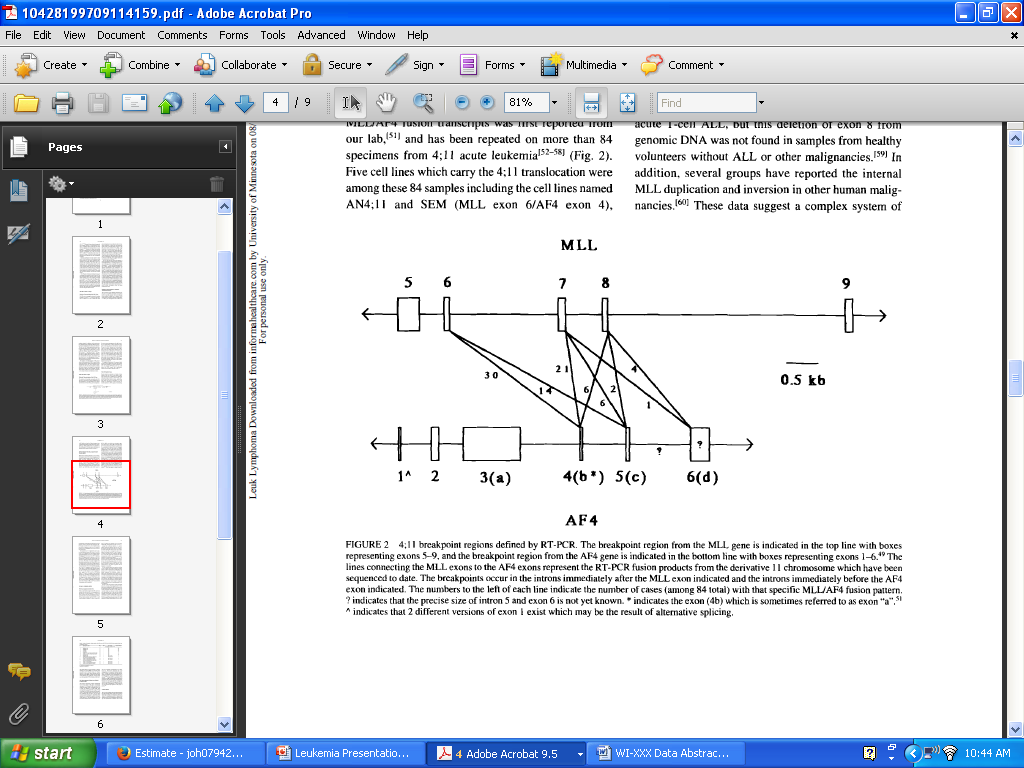 10428199709114159.pdf - Adobe Acrobat Pro
File Edit View Document Comments Forms Tools Advanced Window Help
Create Combine Collaborate Secure Sign Forms Multimedia Comment
4 / 9 81% Find
Pages
1
2
3
4
5
6
Leuk Lymphoma Downloaded from informahealthcare.com by University of Minnesota on 08/
For personal use only.
MLL/AF4 fusion transcripts was first reported from
our lab,[51] and has been repeated on more than 84
specimens from 4;11 acute leukemia[52-58] (Fig. 2).
Five cell lines which carry the 4;11 translocation were
among these 84 samples including the cell lines named
AN4;11 and SEM (MLL exon 6/AF4 exon 4),
acute T-cell ALL, but this deletion of exon 8 from
genomic DNA was not found in samples from healthy
volunteers without ALL or other malignancies.[59] In
addition, several groups have reported the internal
MLL duplication and inversion in other human malig-
nancies.[60] These data suggest a complex system of
MLL
5 6 7 8 9
30 14 21 6 6 2 4 1
0.5 kb
? ?
1^ 2 3(a) 4(b*) 5(c) 6(d)
AF4
FIGURE 2 4;11 breakpoint regions defined by RT-PCR. The breakpoint region from the MLL gene is indicated in the top line with boxes
representing exons 5–9, and the breakpoint region from the AF4 gene is indicated in the bottom line with boxes representing exons 1–6.49 The
lines connecting the MLL exons to the AF4 exons represent the RT-PCR fusion products from the derivative 11 chromosome which have been
sequenced to date. The breakpoints occur in the introns immediately after the MLL exon indicated and the introns immediately before the AF4
exon indicated. The numbers to the left of each line indicate the number of cases (among 84 total) with that specific MLL/AF4 fusion pattern.
? indicates that the precise size of intron 5 and exon 6 is not yet known. * indicates the exon (4b) which is sometimes referred to as exon “a”.51
^ indicates that 2 different versions of exon 1 exist which may be the result of alternative splicing.
start Estimate - joh07942... Leukemia Presentatio... 4 Adobe Acrobat 9.5 WI-XXX Data Abstrac... 10:44 AM